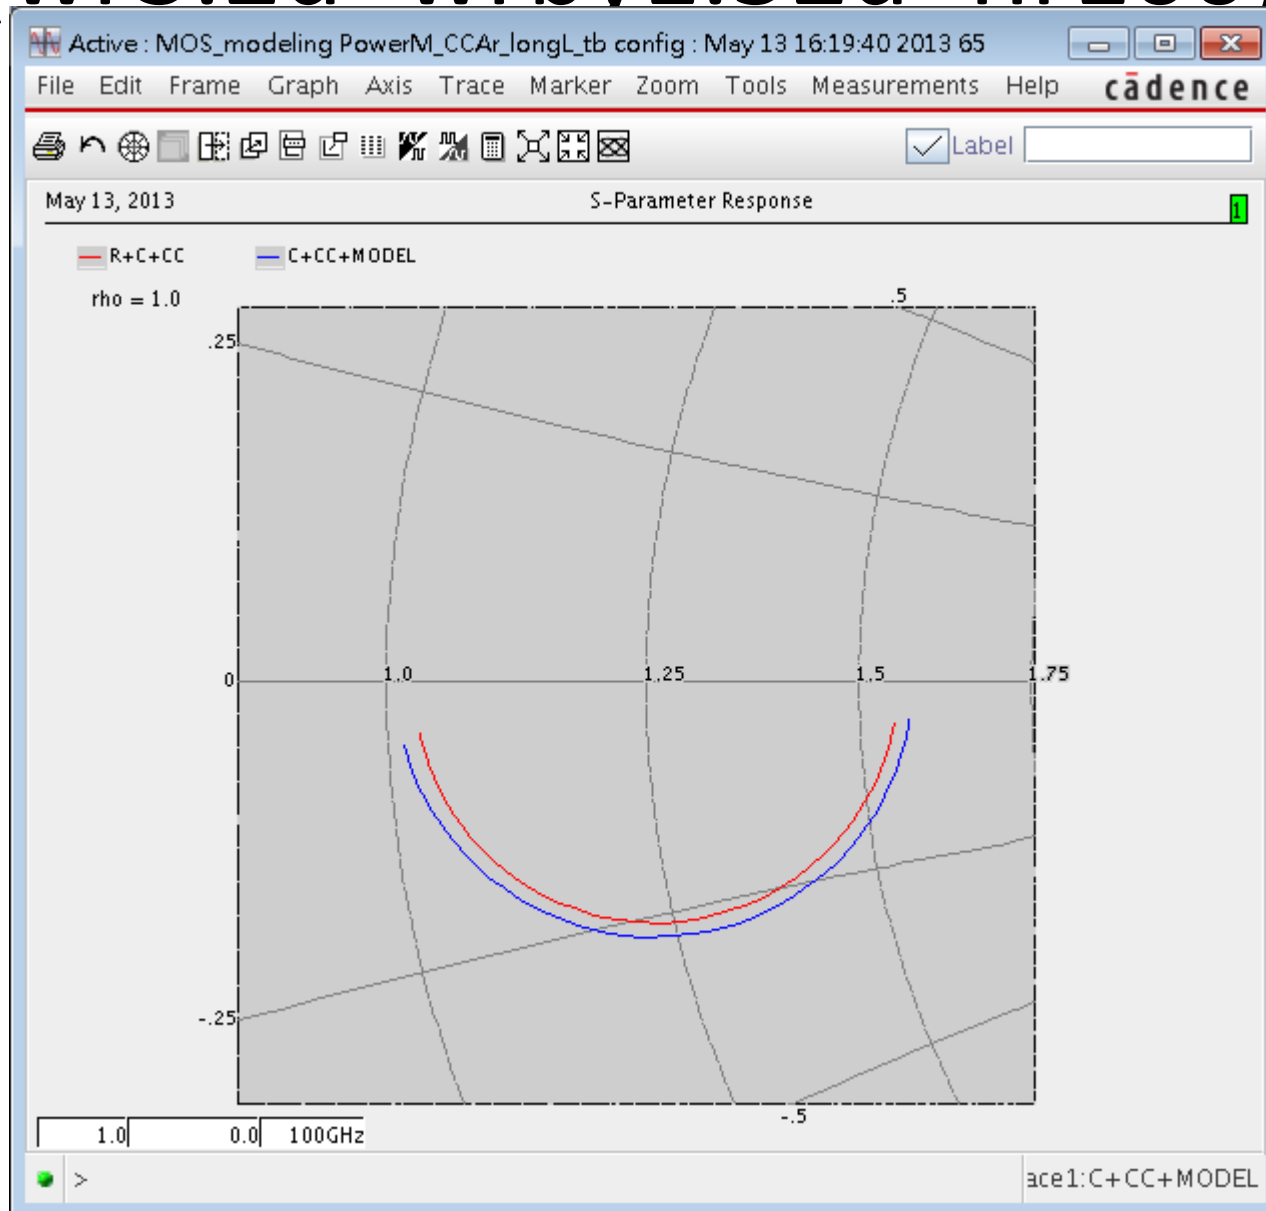 Active : MOS_modeling PowerM_CCAr_longL_tb config : May 13 16:19:40 2013 65
File Edit Frame Graph Axis Trace Marker Zoom Tools Measurements Help cādence
Label
May 13, 2013 S-Parameter Response 1
R+C+CC C+CC+MODEL
rho = 1.0
.5
.25
0 1.0 1.25 1.5 1.75
-.25
-.5
1.0 0.0 100GHz
> ace1:C+CC+MODEL